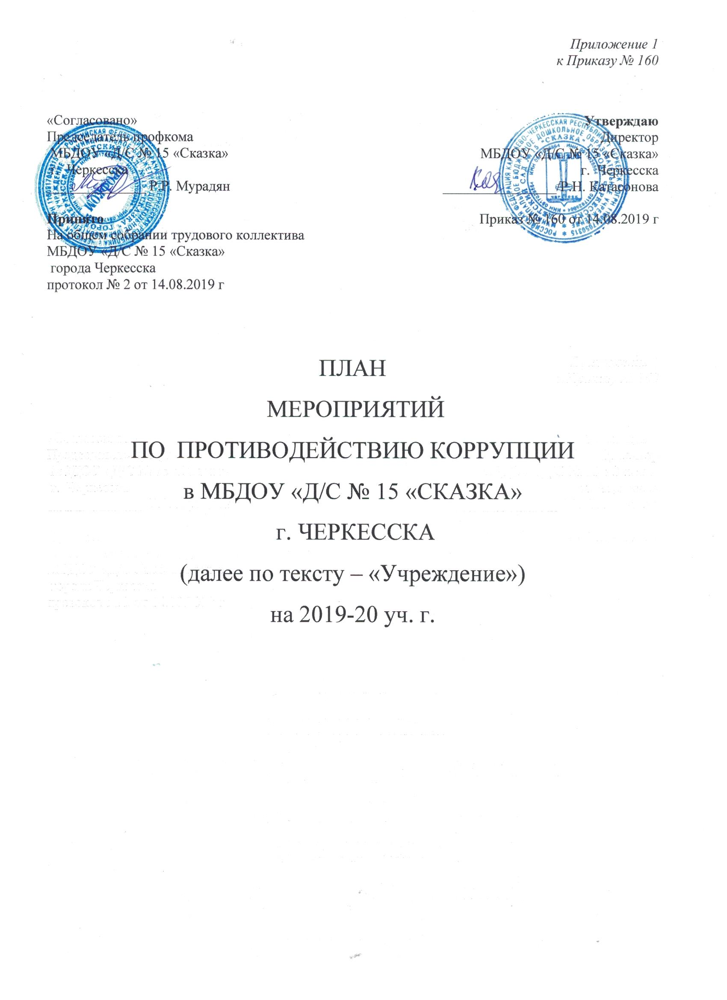 Приложение 1
к Приказу № 160
«Согласовано»
Председатель профкома
МБДОУ «Д/С № 15 «Сказка»
г. Черкесска
Р.Р. Мурадян
Принято
На общем собрании трудового коллектива
МБДОУ «Д/С № 15 «Сказка»
города Черкесска
протокол № 2 от 14.08.2019 г
Утверждаю
Директор
МБДОУ «Д/С № 15 «Сказка»
г. Черкесска
/Р.Н. Катасонова
Приказ № 160 от 14.08.2019 г
ПЛАН
МЕРОПРИЯТИЙ
ПО ПРОТИВОДЕЙСТВИЮ КОРРУПЦИИ
в МБДОУ «Д/С № 15 «СКАЗКА»
г. ЧЕРКЕССКА
(далее по тексту – «Учреждение»)
на 2019-20 уч. г.